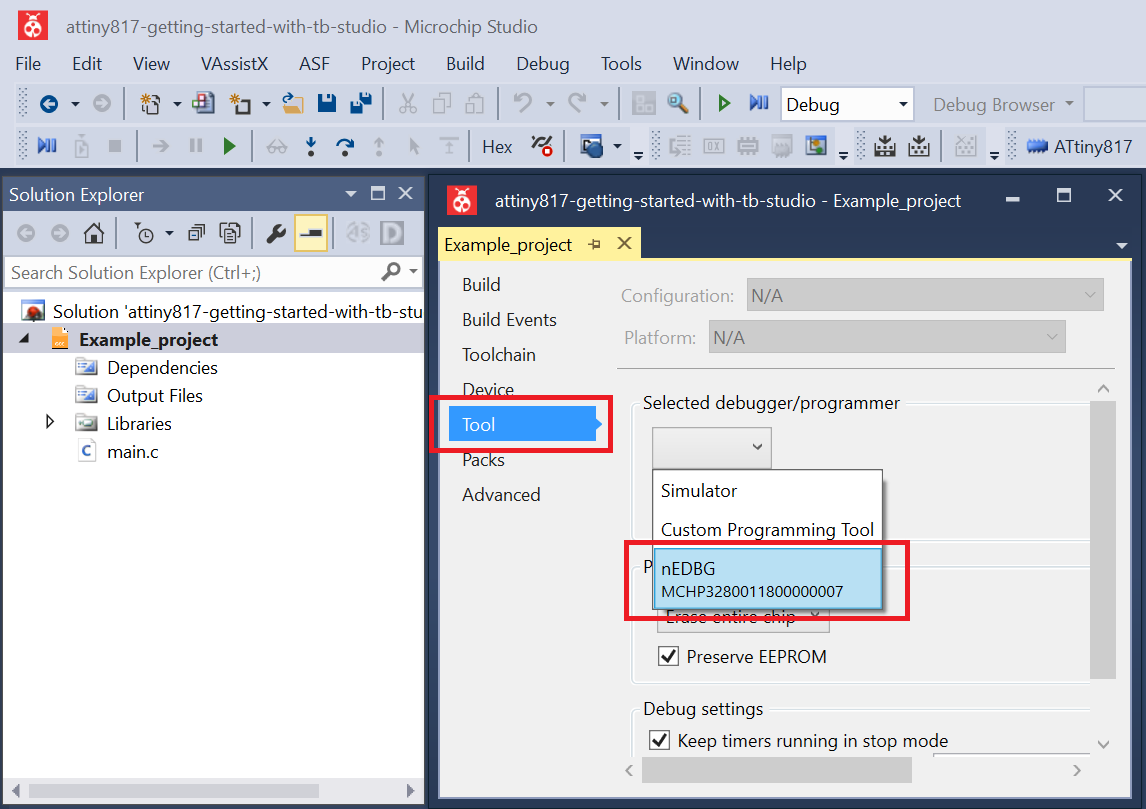 attiny817-getting-started-with-tb-studio - Microchip Studio
File Edit View VAssistX ASF Project Build Debug Tools Window Help
Debug Debug Browser
Hex ATtiny817
Solution Explorer
Search Solution Explorer (Ctrl+;)
Solution 'attiny817-getting-started-with-tb-stu
Example_project
Dependencies
Output Files
Libraries
main.c
attiny817-getting-started-with-tb-studio - Example_project
Example_project
Build
Build Events
Toolchain
Device
Tool
Packs
Advanced
Configuration: N/A
Platform: N/A
Selected debugger/programmer
Simulator
Custom Programming Tool
nEDBG
MCHP3280011800000007
Erase entire chip
Preserve EEPROM
Debug settings
Keep timers running in stop mode